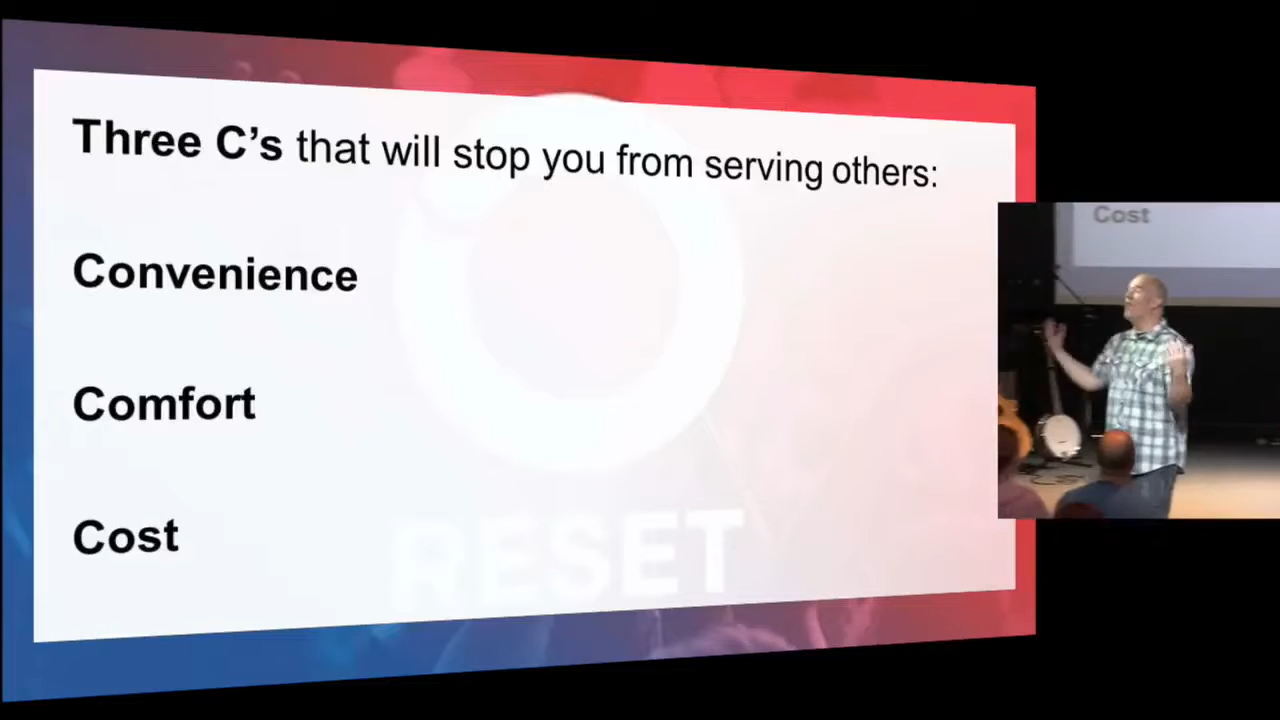 Three C’s that will stop you from serving others:
Convenience
Comfort
Cost
RESET
Cost